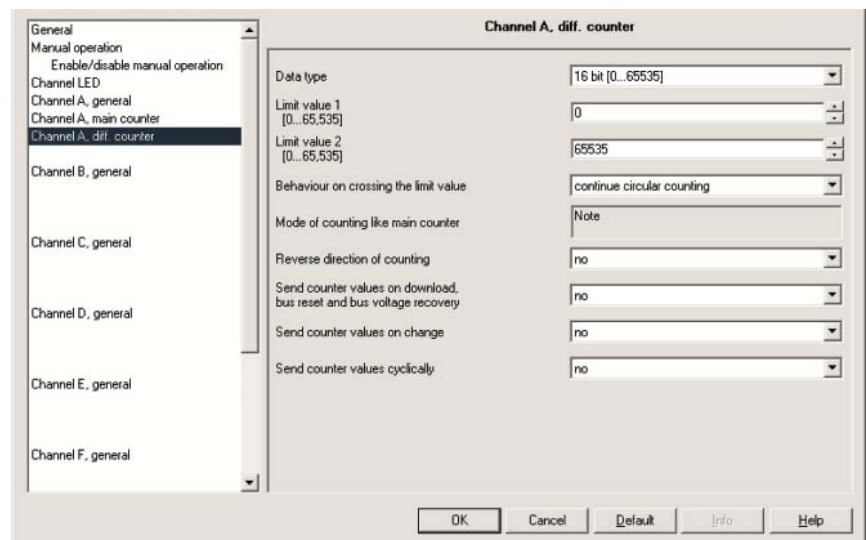 General
Manual operation
Enable/disable manual operation
Channel LED
Channel A, general
Channel A, main counter
Channel A, diff. counter
Channel B, general
Channel C, general
Channel D, general
Channel E, general
Channel F, general
Channel A, diff. counter
Data type
16 bit [0...65535]
Limit value 1
[0...65,535]
0
Limit value 2
[0...65,535]
65535
Behaviour on crossing the limit value
continue circular counting
Mode of counting like main counter
Note
Reverse direction of counting
no
Send counter values on download,
bus reset and bus voltage recovery
no
Send counter values on change
no
Send counter values cyclically
no
OK
Cancel
Default
Info
Help